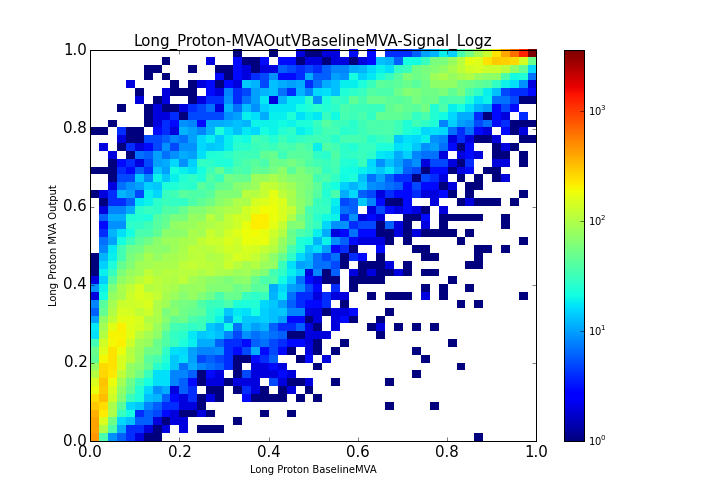 Long_Proton-MVAOutVBaselineMVA-Signal_Logz
Long Proton MVA Output
1.0
0.8
0.6
0.4
0.2
0.0
0.0 0.2 0.4 0.6 0.8 1.0
Long Proton BaselineMVA
10³
10²
10¹
10⁰